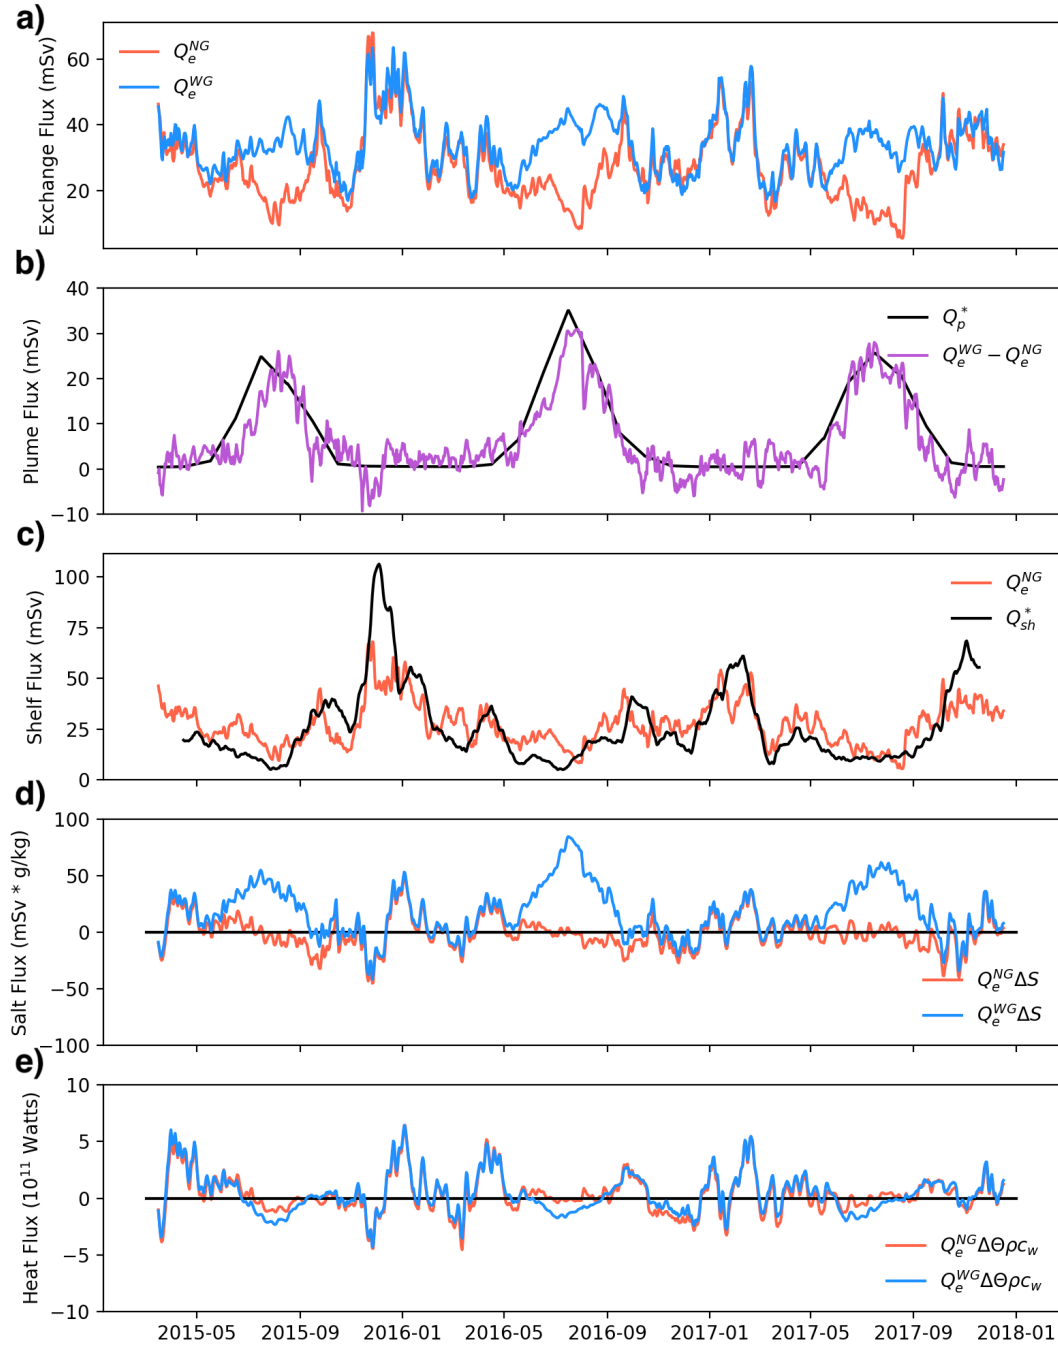 a)
Exchange Flux (mSv)
60
40
20
Q_e^{NG}
Q_e^{WG}
b)
Plume Flux (mSv)
40
30
20
10
0
−10
Q_p^*
Q_e^{WG} − Q_e^{NG}
c)
Shelf Flux (mSv)
100
75
50
25
0
Q_e^{NG}
Q_{sh}^*
d)
Salt Flux (mSv * g/kg)
100
50
0
−50
−100
Q_e^{NG}ΔS
Q_e^{WG}ΔS
e)
Heat Flux (10^{11} Watts)
10
5
0
−5
−10
Q_e^{NG}ΔΘρc_w
Q_e^{WG}ΔΘρc_w
2015-05 2015-09 2016-01 2016-05 2016-09 2017-01 2017-05 2017-09 2018-01